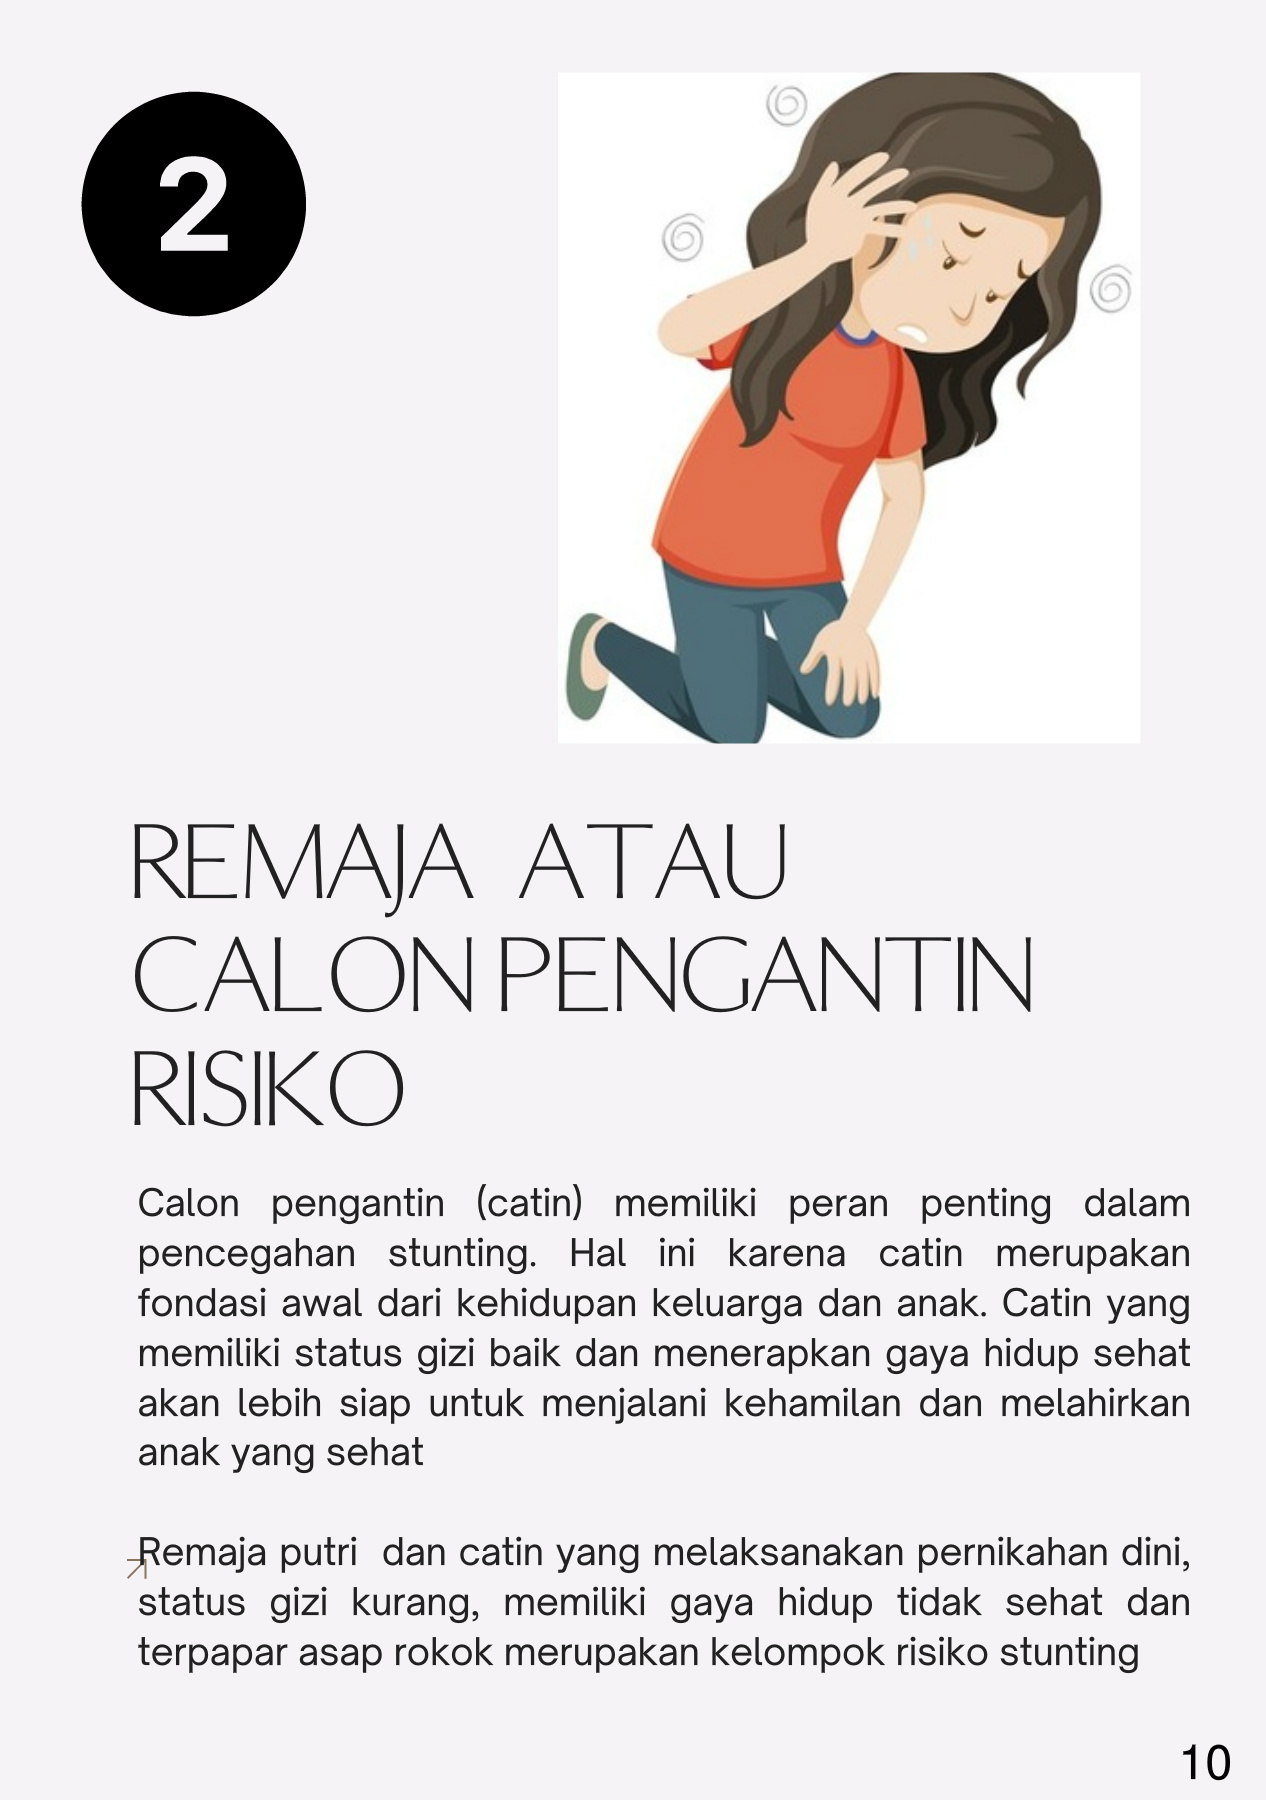 2
REMAJA ATAU
CALON PENGANTIN
RISIKO
Calon pengantin (catin) memiliki peran penting dalam
pencegahan stunting. Hal ini karena catin merupakan
fondasi awal dari kehidupan keluarga dan anak. Catin yang
memiliki status gizi baik dan menerapkan gaya hidup sehat
akan lebih siap untuk menjalani kehamilan dan melahirkan
anak yang sehat
Remaja putri dan catin yang melaksanakan pernikahan dini,
status gizi kurang, memiliki gaya hidup tidak sehat dan
terpapar asap rokok merupakan kelompok risiko stunting
10